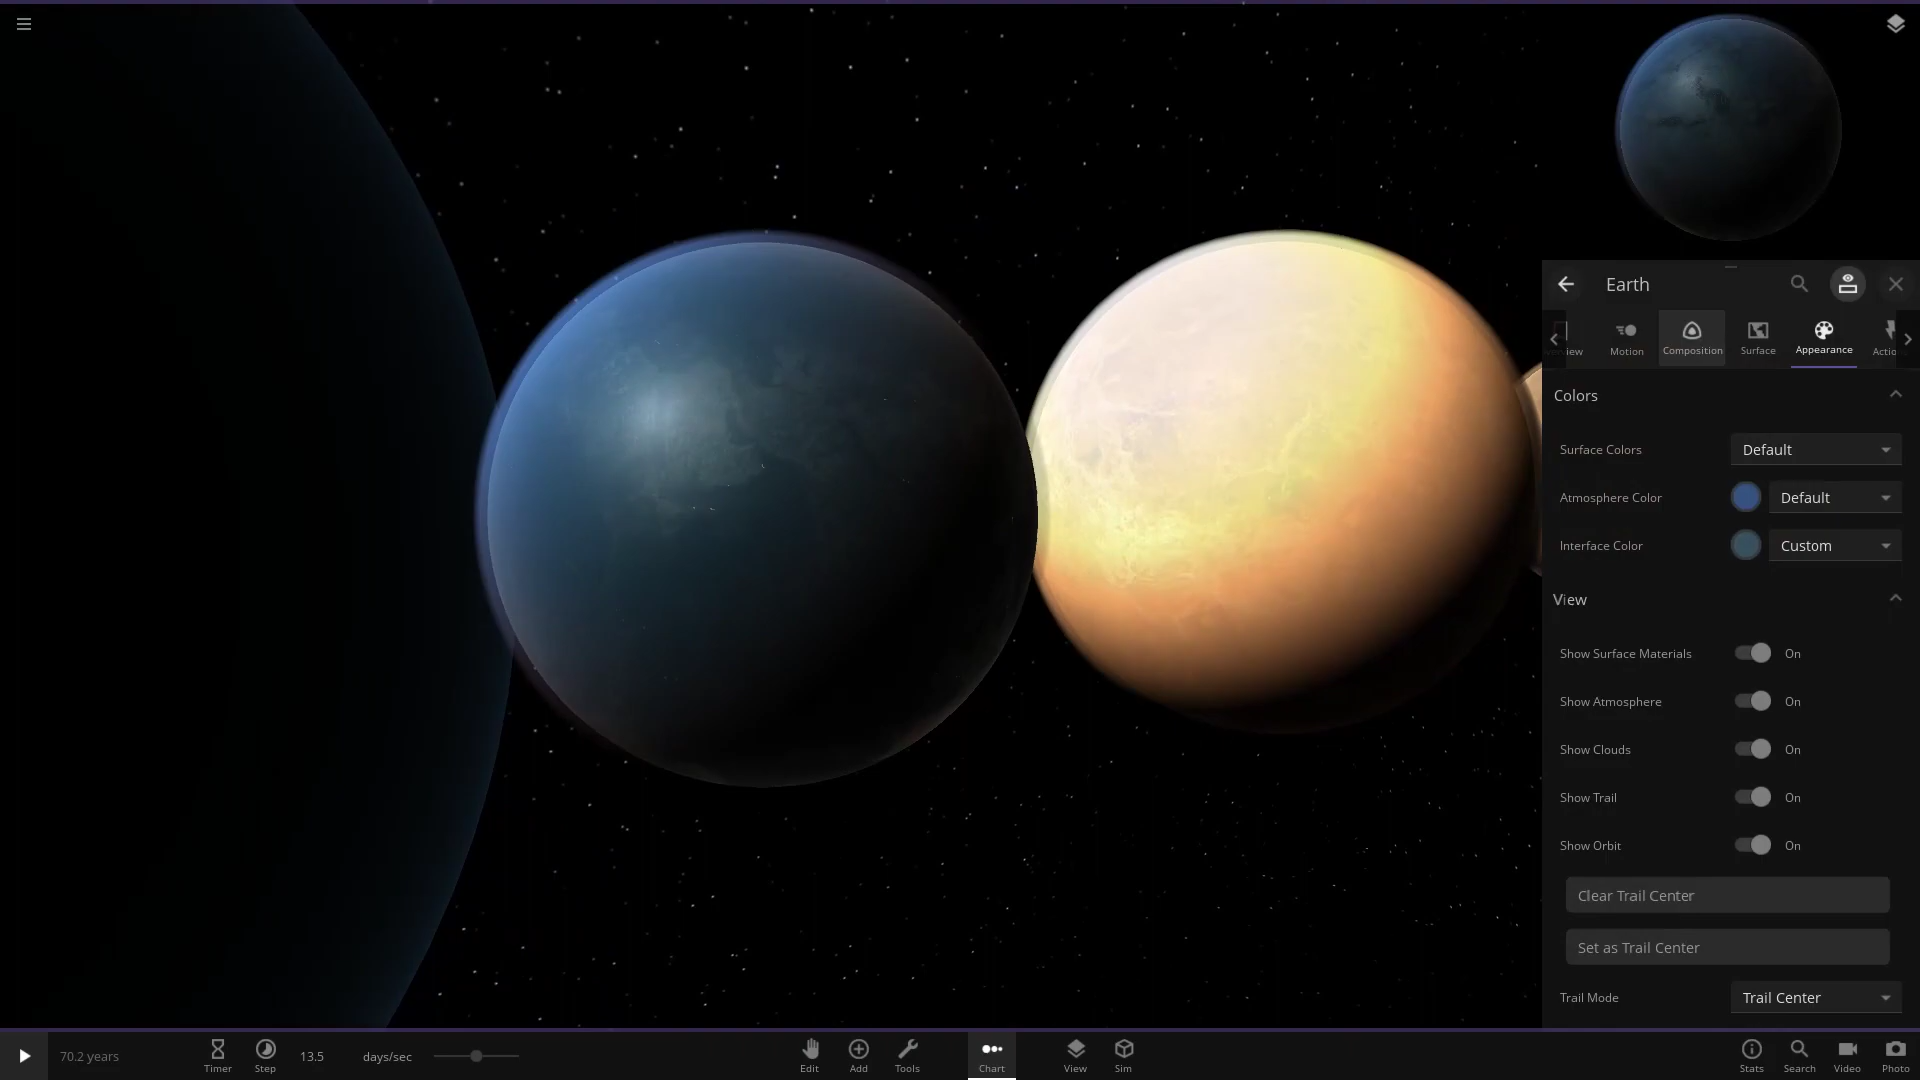 Earth
Motion
Composition
Surface
Appearance
Colors
Surface Colors
Default
Atmosphere Color
Default
Interface Color
Custom
View
Show Surface Materials
On
Show Atmosphere
On
Show Clouds
On
Show Trail
On
Show Orbit
On
Clear Trail Center
Set as Trail Center
Trail Mode
Trail Center
70.2 years
Timer
Step
13.5
days/sec
Edit
Add
Tools
Chart
View
Sim
Stats
Search
Video
Photo